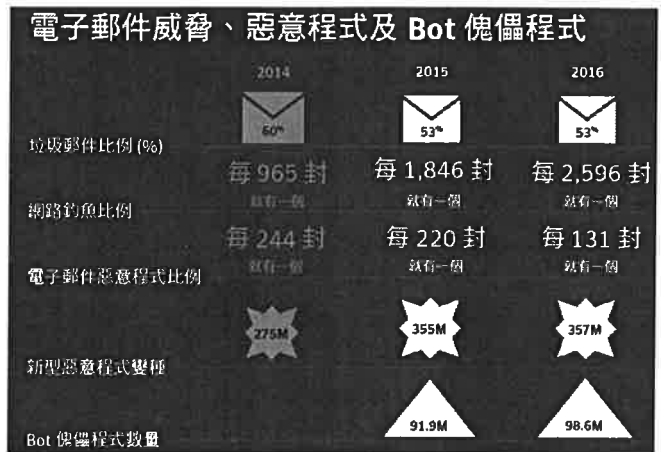 電子郵件威脅、惡意程式及 Bot 傀儡程式
2014 2015 2016
60% 53% 53%
垃圾郵件比例 (%)
每 965 封 每 1,846 封 每 2,596 封
就有一個 就有一個 就有一個
網路釣魚比例
每 244 封 每 220 封 每 131 封
就有一個 就有一個 就有一個
電子郵件惡意程式比例
275M 355M 357M
新型惡意程式變種
91.9M 98.6M
Bot 傀儡程式數量